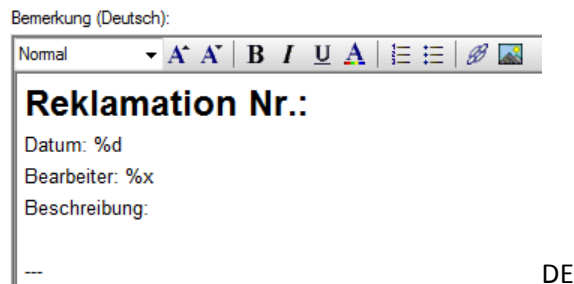 Bemerkung (Deutsch):
Normal A A B I U A
Reklamation Nr.:
Datum: %d
Bearbeiter: %x
Beschreibung:
---
DE